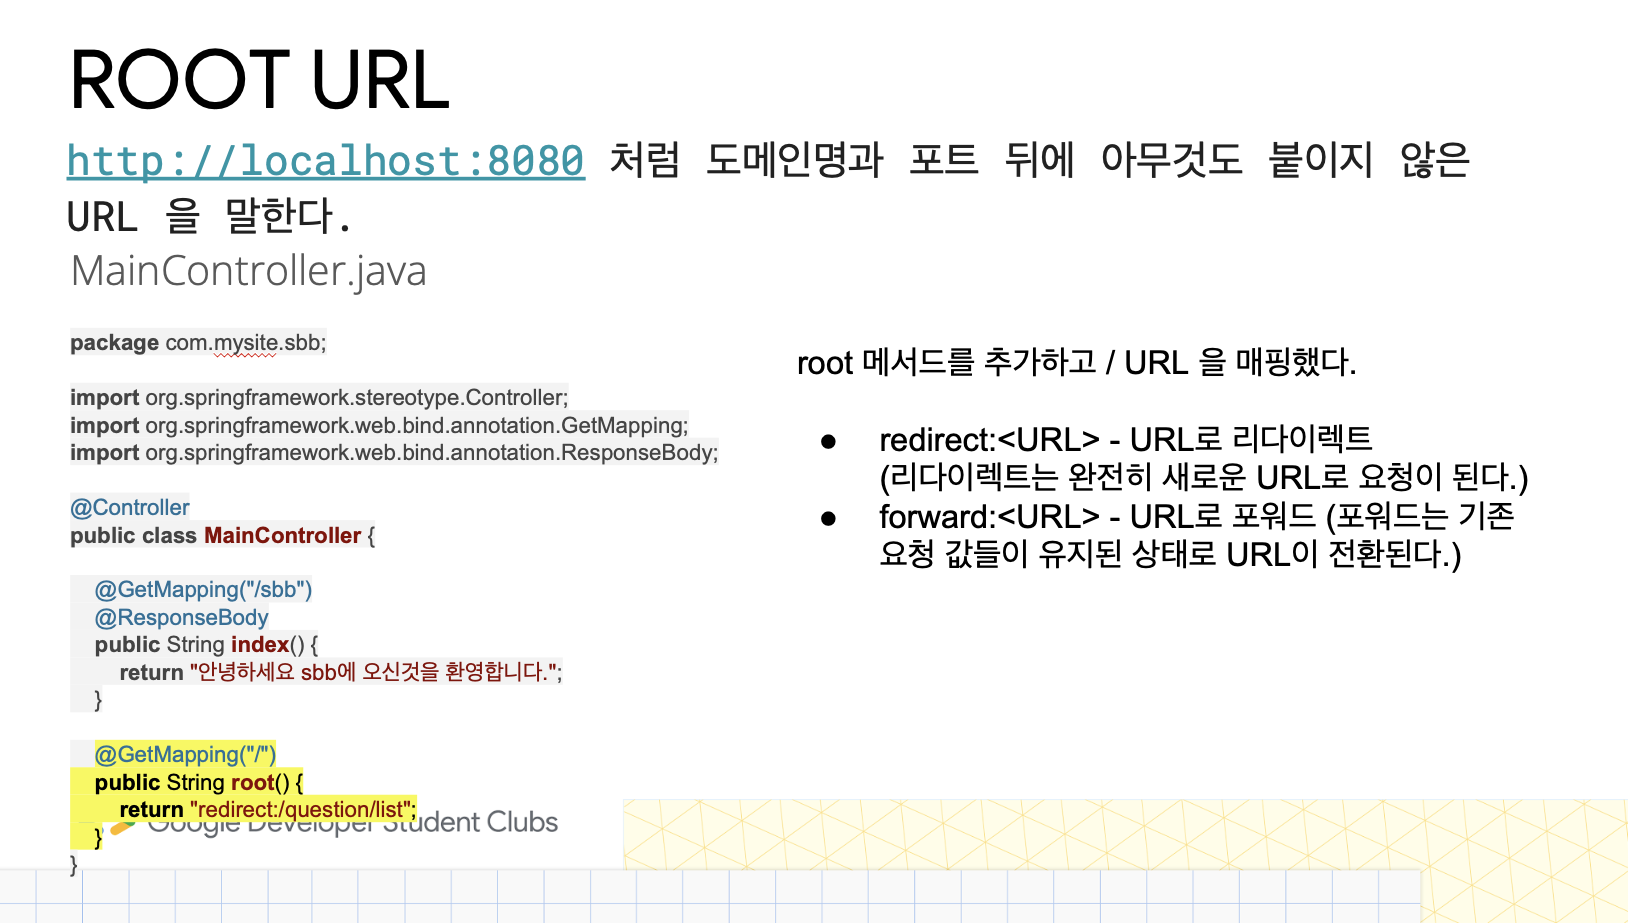 ROOT URL
http://localhost:8080 처럼 도메인명과 포트 뒤에 아무것도 붙이지 않은
URL 을 말한다.
MainController.java
package com.mysite.sbb;
import org.springframework.stereotype.Controller;
import org.springframework.web.bind.annotation.GetMapping;
import org.springframework.web.bind.annotation.ResponseBody;
@Controller
public class MainController {
@GetMapping("/sbb")
@ResponseBody
public String index() {
return "안녕하세요 sbb에 오신것을 환영합니다.";
}
@GetMapping("/")
public String root() {
return "redirect:/question/list";
}
}
Google Developer Student Clubs
root 메서드를 추가하고 / URL 을 매핑했다.
● redirect:<URL> - URL로 리다이렉트
(리다이렉트는 완전히 새로운 URL로 요청이 된다.)
● forward:<URL> - URL로 포워드 (포워드는 기존
요청 값들이 유지된 상태로 URL이 전환된다.)